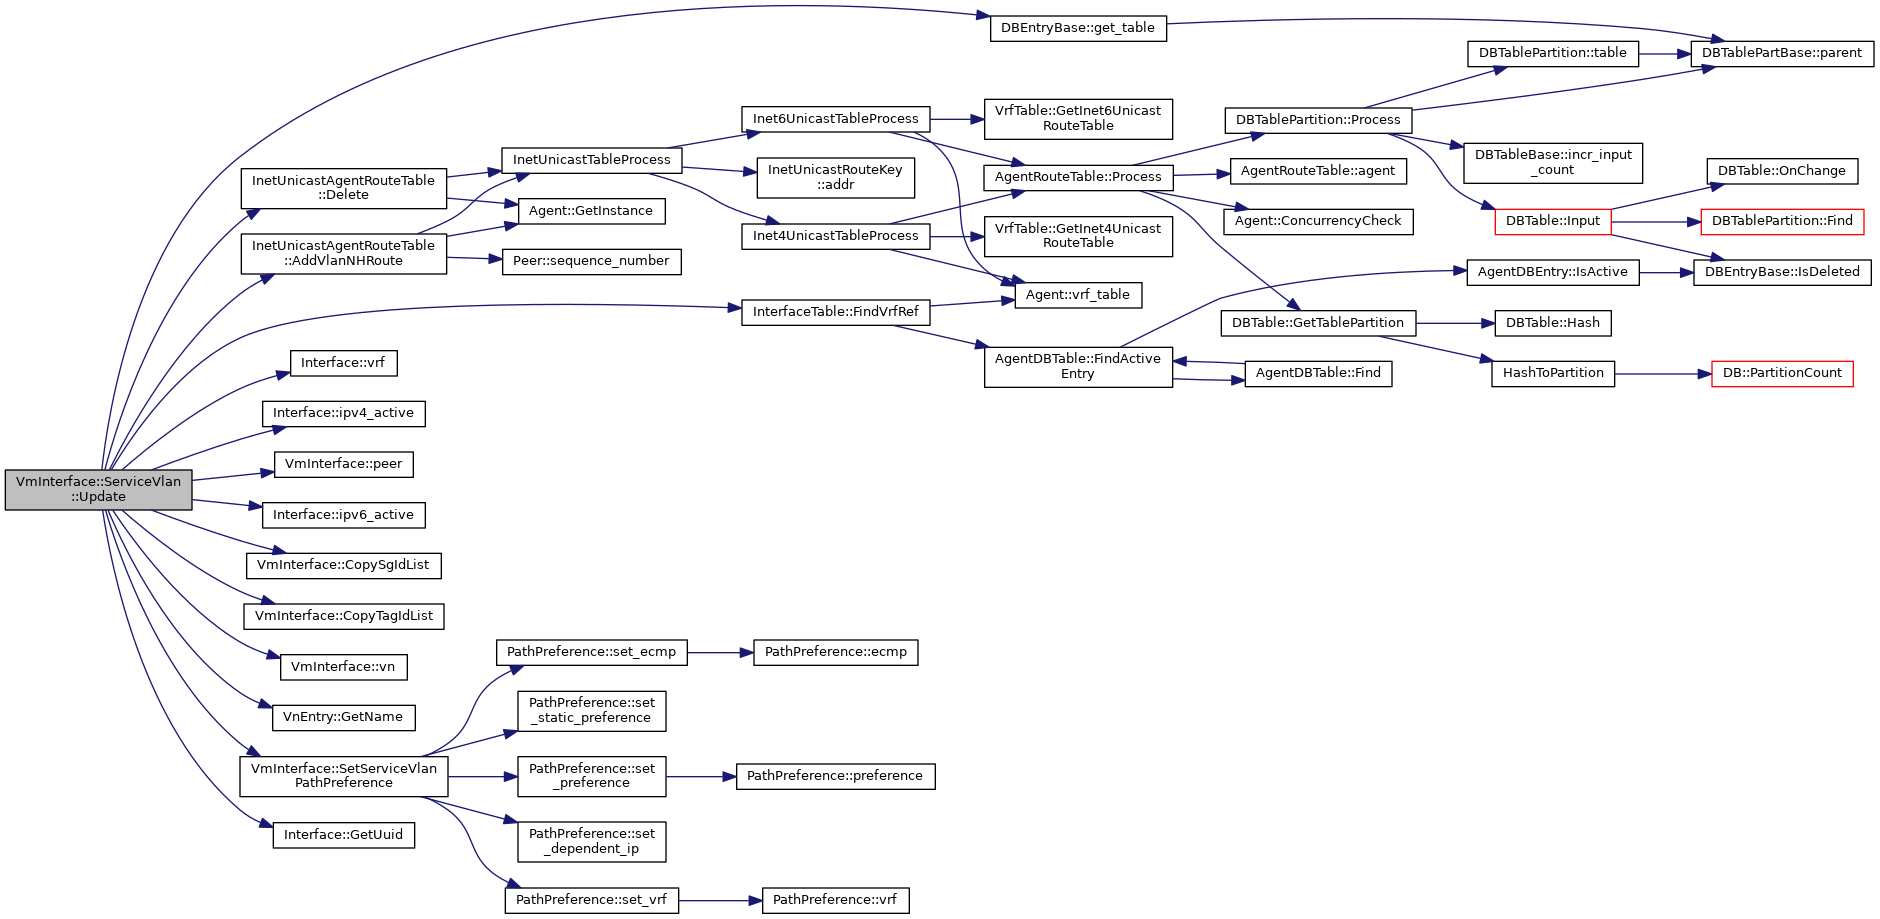 VmInterface::ServiceVlan
::Update
DBEntryBase::get_table
InetUnicastAgentRouteTable
::Delete
InetUnicastAgentRouteTable
::AddVlanNHRoute
Interface::vrf
Interface::ipv4_active
VmInterface::peer
Interface::ipv6_active
VmInterface::CopySgIdList
VmInterface::CopyTagIdList
VmInterface::vn
VnEntry::GetName
VmInterface::SetServiceVlan
PathPreference
Interface::GetUuid
InetUnicastTableProcess
Agent::GetInstance
Peer::sequence_number
Inet6UnicastTableProcess
InetUnicastRouteKey
::addr
Inet4UnicastTableProcess
InterfaceTable::FindVrfRef
VrfTable::GetInet6Unicast
RouteTable
AgentRouteTable::Process
VrfTable::GetInet4Unicast
RouteTable
Agent::vrf_table
AgentDBTable::FindActive
Entry
DBTablePartition::Process
AgentRouteTable::agent
Agent::ConcurrencyCheck
DBTable::GetTablePartition
AgentDBTable::Find
DBTablePartition::table
DBTableBase::incr_input
_count
DBTable::Input
AgentDBEntry::IsActive
DBTable::Hash
HashToPartition
DBTablePartBase::parent
DBTable::OnChange
DBTablePartition::Find
DBEntryBase::IsDeleted
DB::PartitionCount
PathPreference::set_ecmp
PathPreference::ecmp
PathPreference::set
_static_preference
PathPreference::set
_preference
PathPreference::preference
PathPreference::set
_dependent_ip
PathPreference::set_vrf
PathPreference::vrf